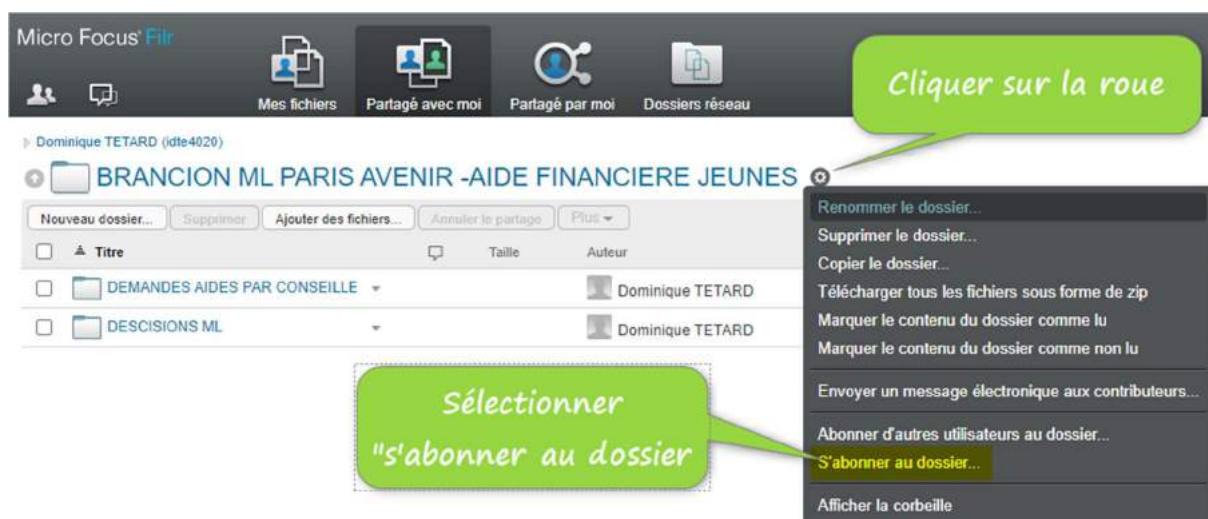 Micro Focus® Filr
Mes fichiers
Partagé avec moi
Partagé par moi
Dossiers réseau
Cliquer sur la roue
Dominique TETARD (idte4020)
BRANCION ML PARIS AVENIR -AIDE FINANCIERE JEUNES
Nouveau dossier... Supprimer Ajouter des fichiers... Annuler le partage Plus
Titre Taille Auteur
DEMANDES AIDES PAR CONSEILLE Dominique TETARD
DESCISIONS ML Dominique TETARD
Renommer le dossier...
Supprimer le dossier...
Copier le dossier...
Télécharger tous les fichiers sous forme de zip
Marquer le contenu du dossier comme lu
Marquer le contenu du dossier comme non lu
Envoyer un message électronique aux contributeurs...
Abonner d'autres utilisateurs au dossier...
S'abonner au dossier...
Afficher la corbeille
Sélectionner
"s'abonner au dossier